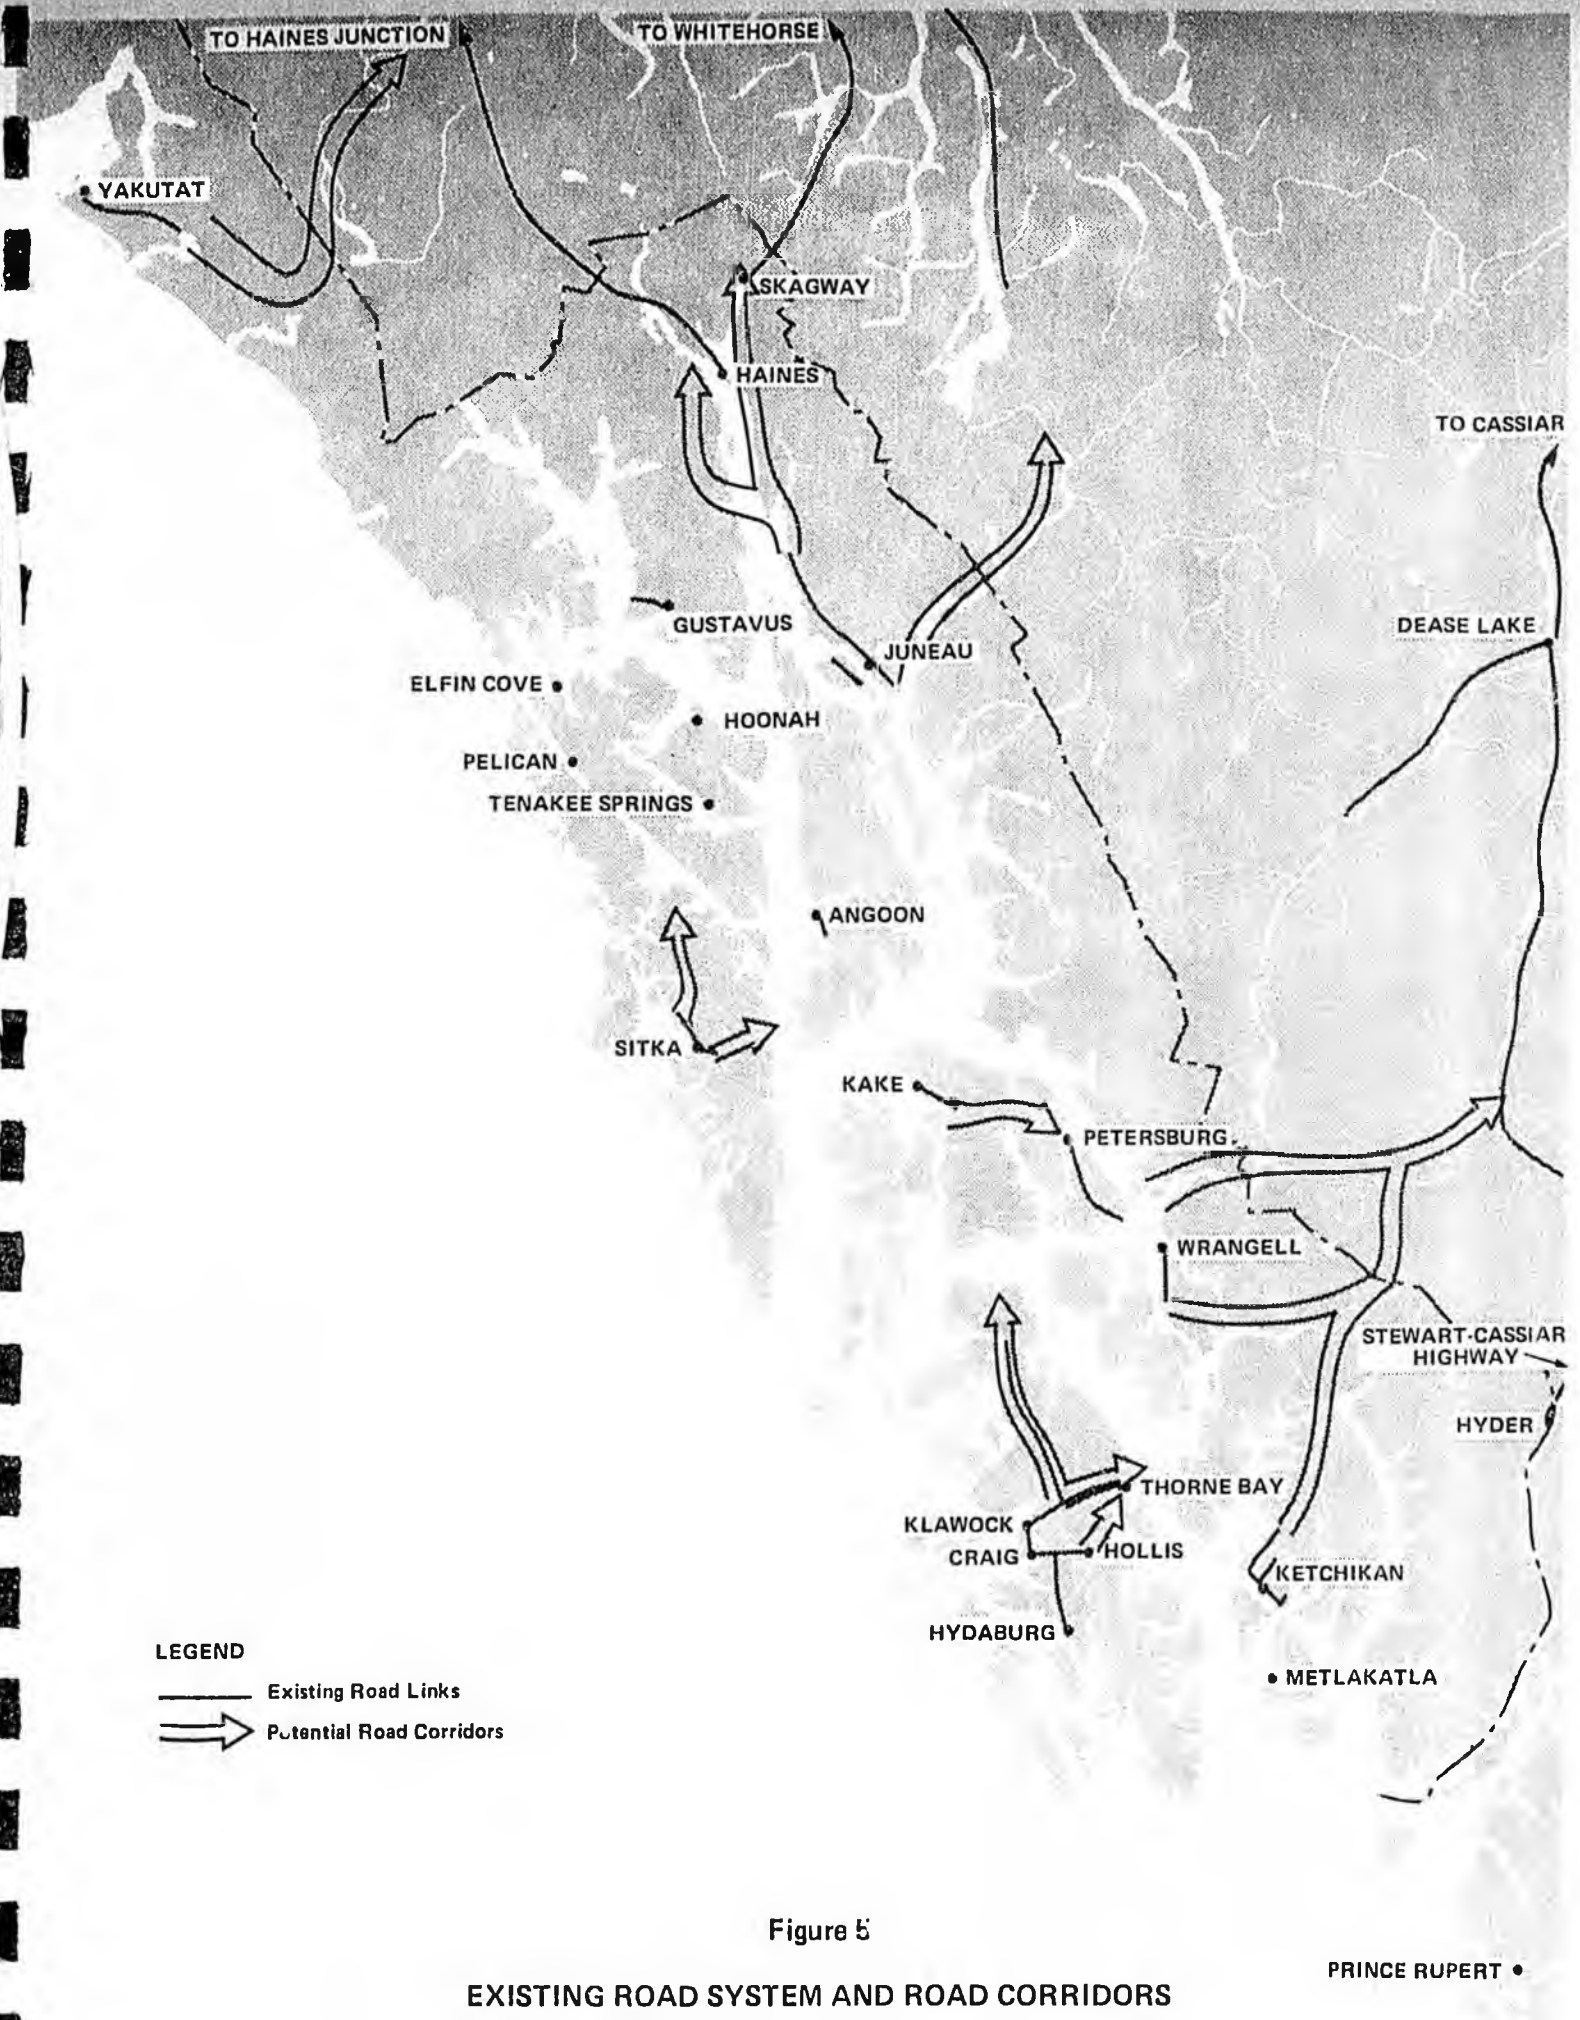 TO HAINES JUNCTION
TO WHITEHORSE
YAKUTAT
SKAGWAY
HAINES
TO CASSIAR
GUSTAVUS
DEASE LAKE
JUNEAU
ELFIN COVE
HOONAH
PELICAN
TENAKEE SPRINGS
ANGOON
SITKA
KAKE
PETERSBURG
WRANGELL
STEWART-CASSIAR
HIGHWAY
HYDER
THORNE BAY
KLAWOCK
CRAIG
HOLLIS
KETCHIKAN
HYDABURG
METLAKATLA
LEGEND
Existing Road Links
Potential Road Corridors
Figure 5
PRINCE RUPERT
EXISTING ROAD SYSTEM AND ROAD CORRIDORS